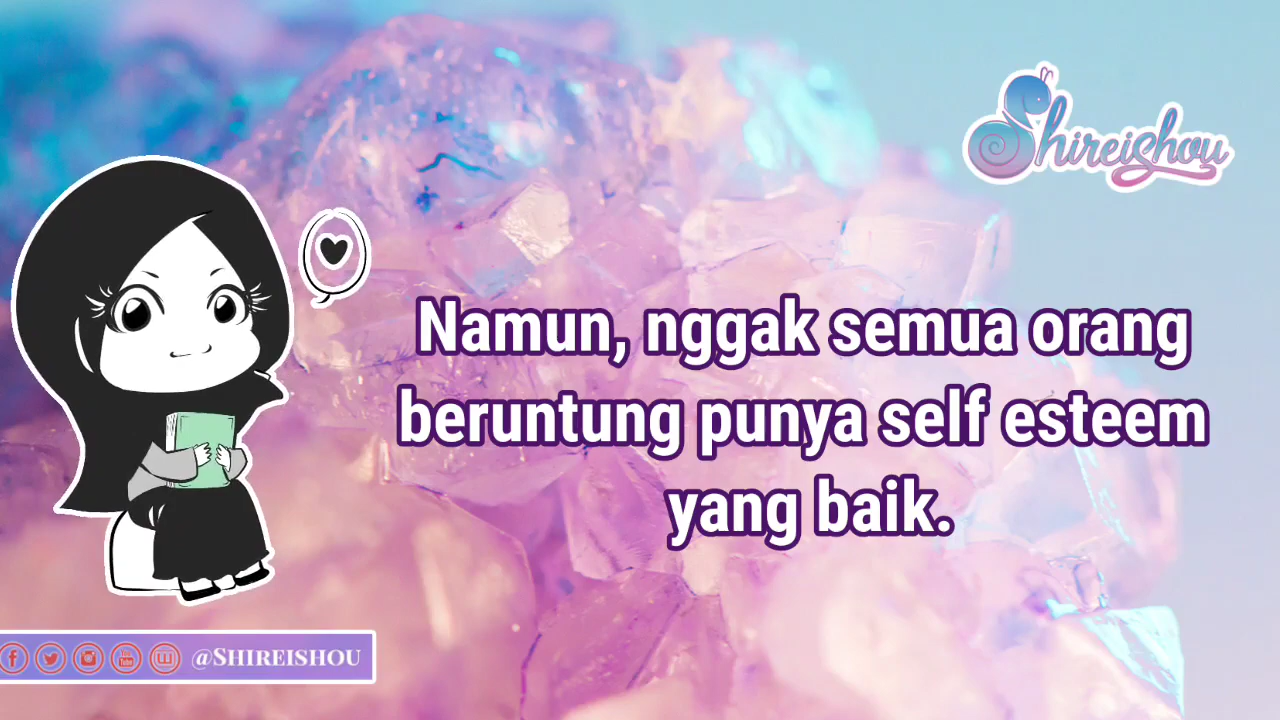 Shireishou
Namun, nggak semua orang
beruntung punya self esteem
yang baik.
@SHIREISHOU